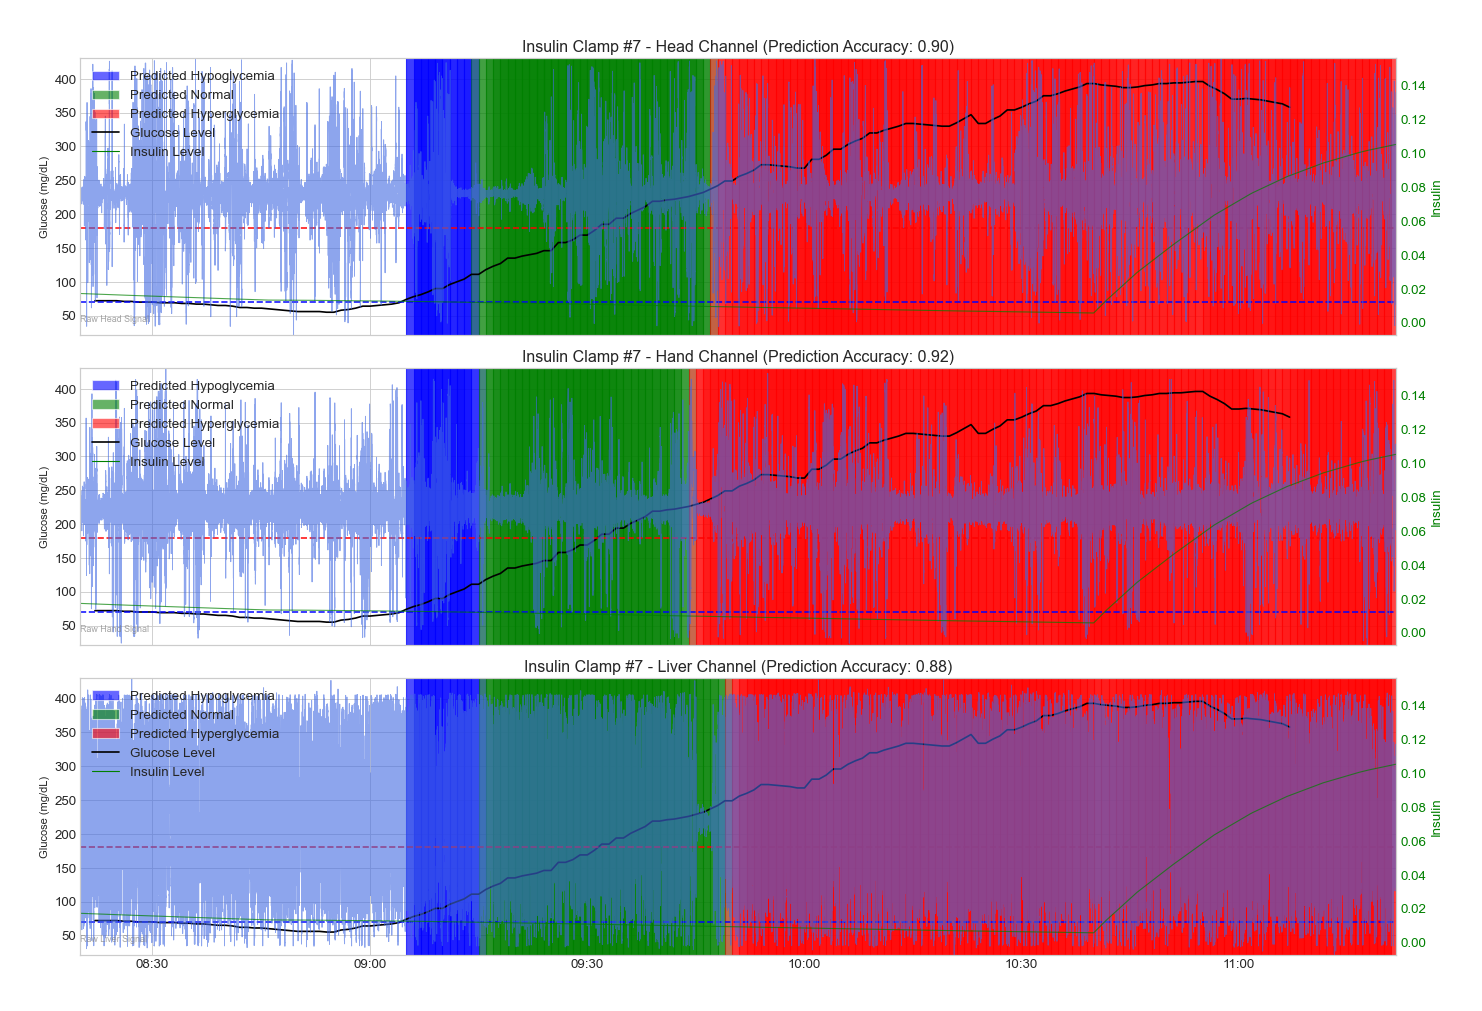 Insulin Clamp #7 - Head Channel (Prediction Accuracy: 0.90)
Predicted Hypoglycemia
Predicted Normal
Predicted Hyperglycemia
Glucose Level
Insulin Level
400
350
300
250
200
150
100
50
Glucose (mg/dL)
Raw Head Signal
0.14
0.12
0.10
0.08
0.06
0.04
0.02
0.00
Insulin
Insulin Clamp #7 - Hand Channel (Prediction Accuracy: 0.92)
Predicted Hypoglycemia
Predicted Normal
Predicted Hyperglycemia
Glucose Level
Insulin Level
400
350
300
250
200
150
100
50
Glucose (mg/dL)
Raw Hand Signal
0.14
0.12
0.10
0.08
0.06
0.04
0.02
0.00
Insulin
Insulin Clamp #7 - Liver Channel (Prediction Accuracy: 0.88)
Predicted Hypoglycemia
Predicted Normal
Predicted Hyperglycemia
Glucose Level
Insulin Level
400
350
300
250
200
150
100
50
Glucose (mg/dL)
Raw Liver Signal
0.14
0.12
0.10
0.08
0.06
0.04
0.02
0.00
Insulin
08:30 09:00 09:30 10:00 10:30 11:00